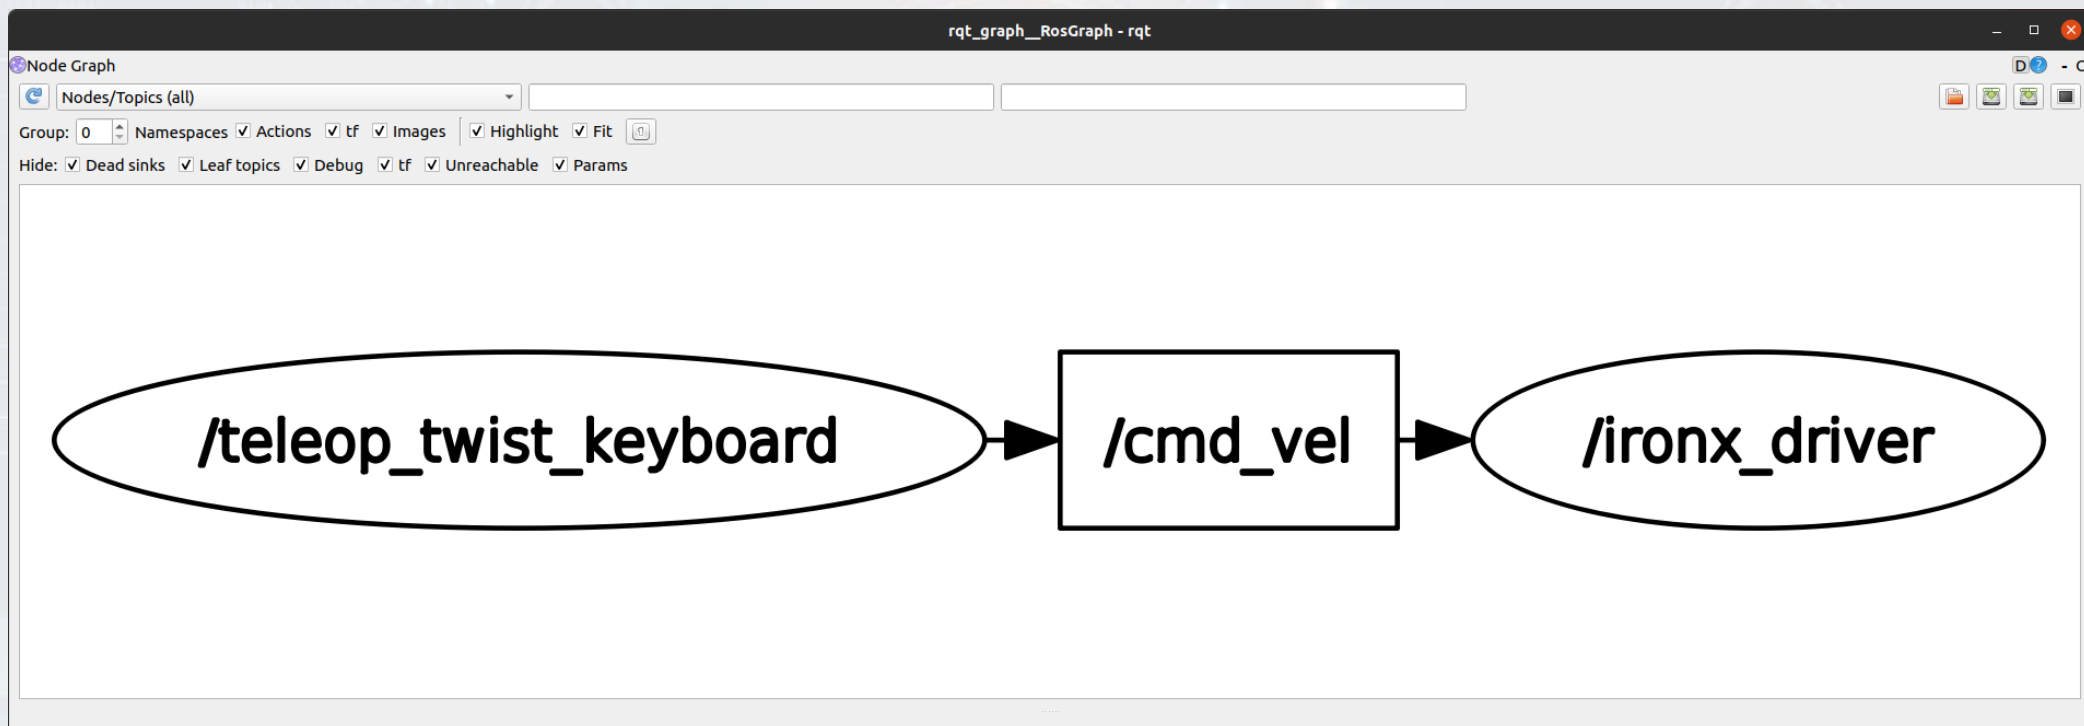 rqt_graph__RosGraph - rqt
Node Graph D ? - O
Nodes/Topics (all)
Group: 0 Namespaces Actions tf Images Highlight Fit
Hide: Dead sinks Leaf topics Debug tf Unreachable Params
/teleop_twist_keyboard /cmd_vel /ironx_driver